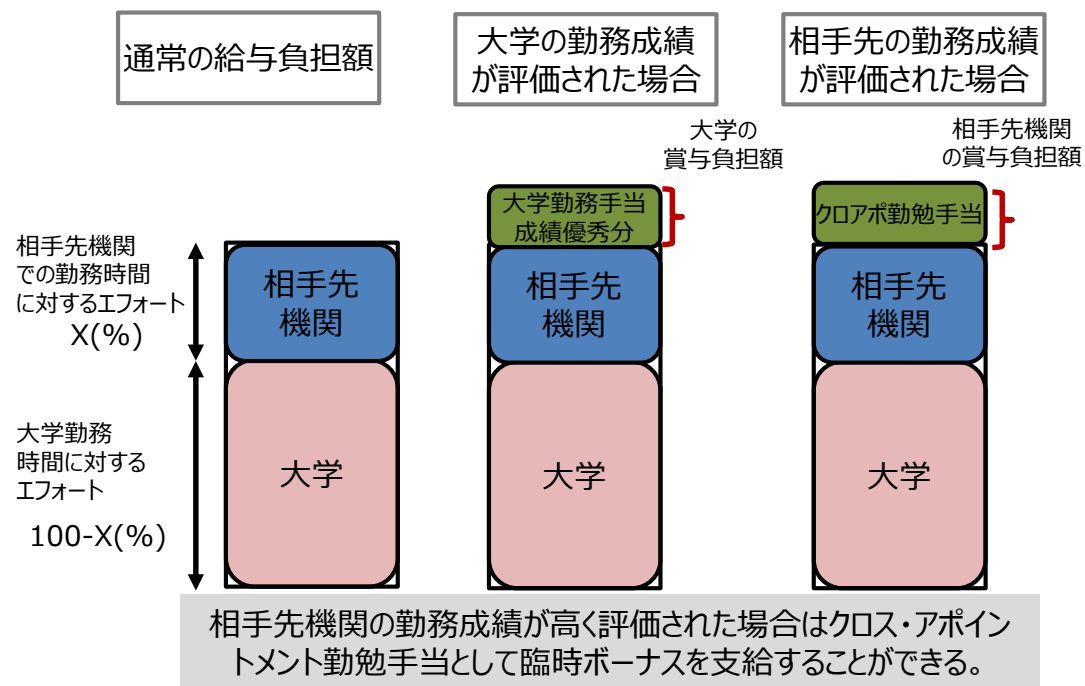 通常の給与負担額
大学の勤務成績
が評価された場合
相手先の勤務成績
が評価された場合
大学の
賞与負担額
相手先機関
の賞与負担額
大学勤務手当
成績優秀分
クロアポ勤勉手当
相手先機関
での勤務時間
に対するエフォート
X(%)
相手先
機関
相手先
機関
相手先
機関
大学勤務
時間に対する
エフォート
100-X(%)
大学
大学
大学
相手先機関の勤務成績が高く評価された場合はクロス・アポイン
トメント勤勉手当として臨時ボーナスを支給することができる。